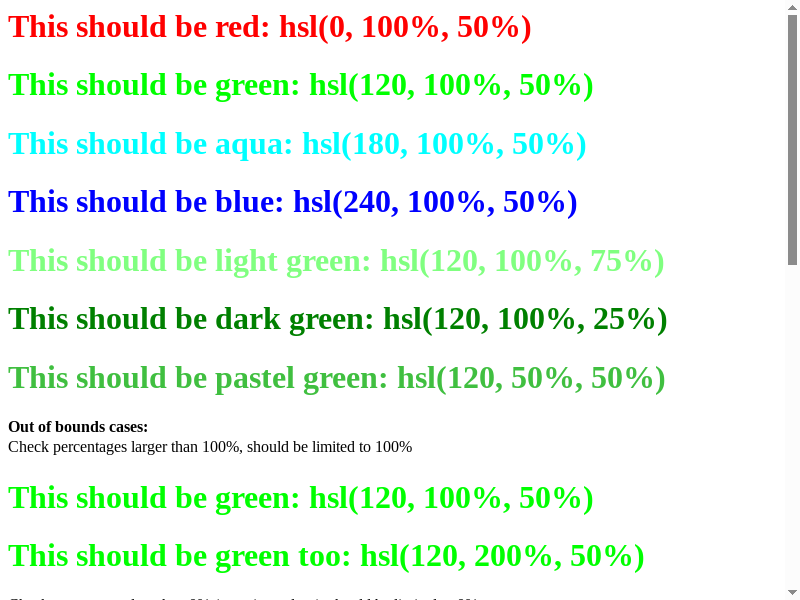 This should be red: hsl(0, 100%, 50%)
This should be green: hsl(120, 100%, 50%)
This should be aqua: hsl(180, 100%, 50%)
This should be blue: hsl(240, 100%, 50%)
This should be light green: hsl(120, 100%, 75%)
This should be dark green: hsl(120, 100%, 25%)
This should be pastel green: hsl(120, 50%, 50%)
Out of bounds cases:
Check percentages larger than 100%, should be limited to 100%
This should be green: hsl(120, 100%, 50%)
This should be green too: hsl(120, 200%, 50%)